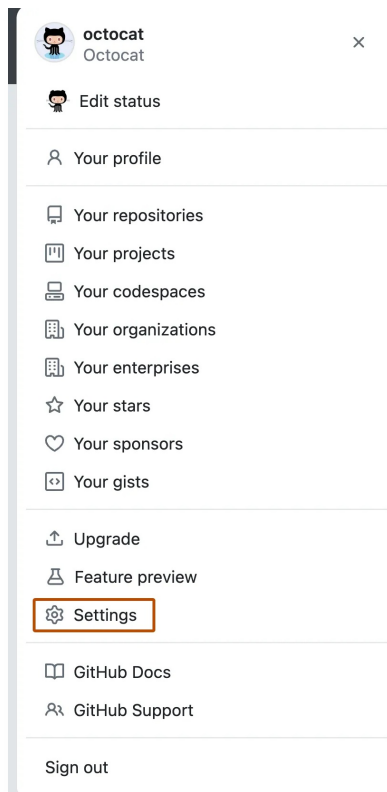 octocat
Octocat
Edit status
Your profile
Your repositories
Your projects
Your codespaces
Your organizations
Your enterprises
Your stars
Your sponsors
Your gists
Upgrade
Feature preview
Settings
GitHub Docs
GitHub Support
Sign out